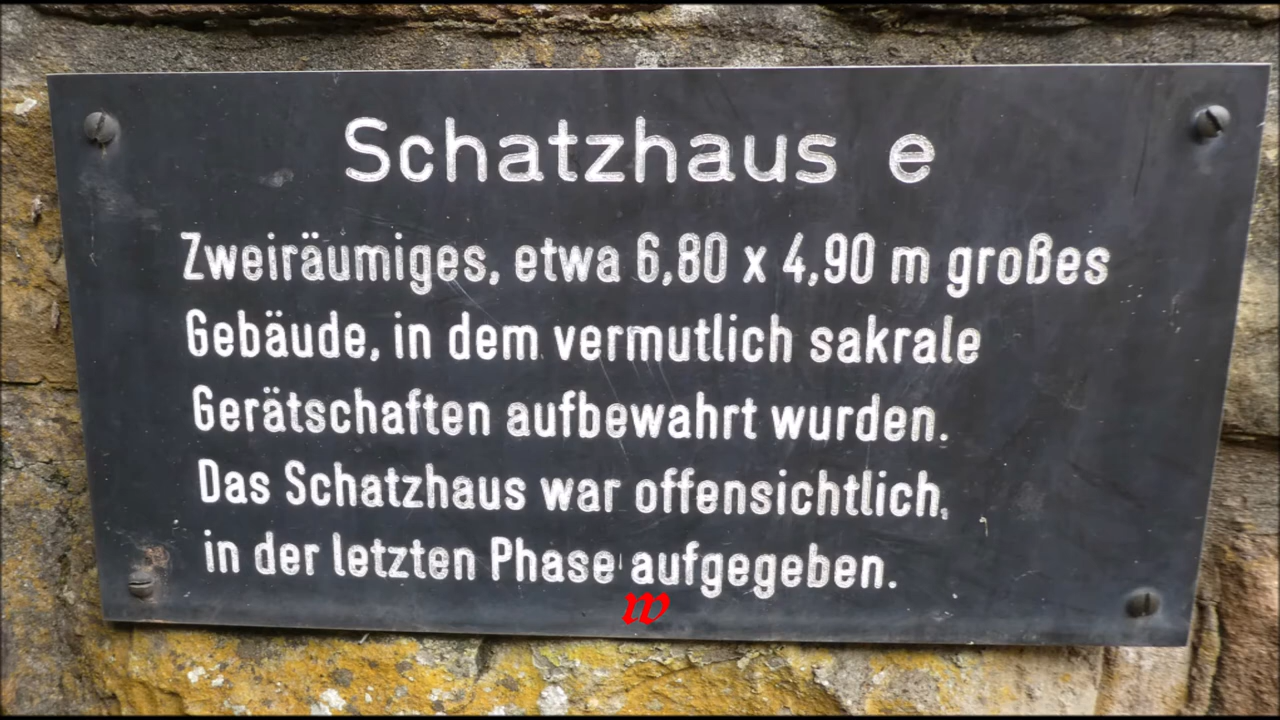 Schatzhaus e
Zweiräumiges, etwa 6,80 x 4,90 m großes
Gebäude, in dem vermutlich sakrale
Gerätschaften aufbewahrt wurden.
Das Schatzhaus war offensichtlich,
in der letzten Phase aufgegeben.
w